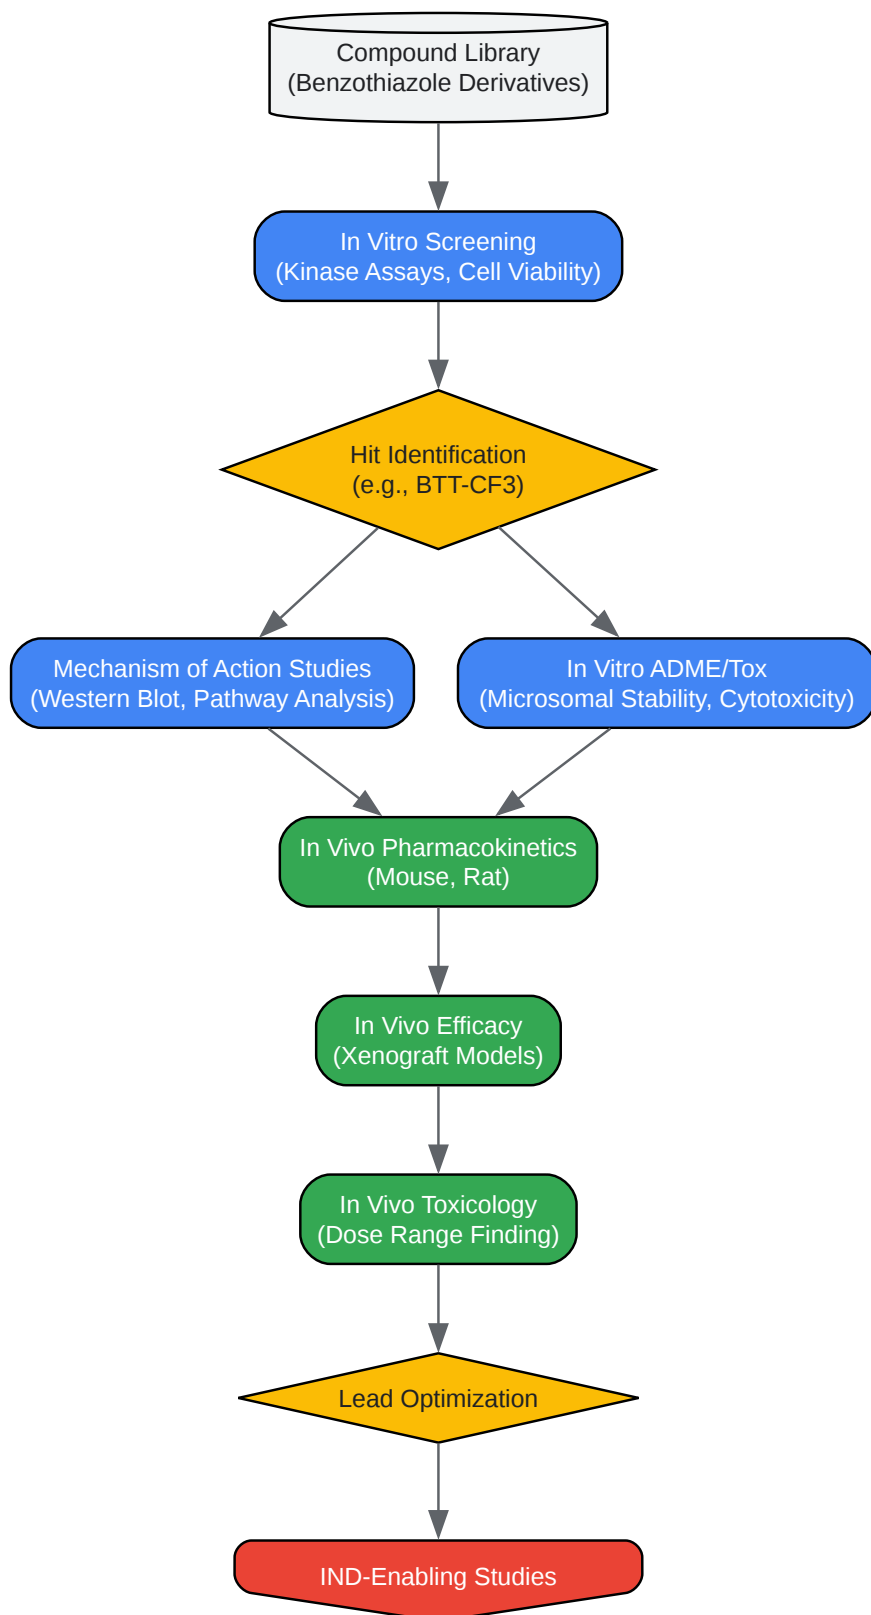 Compound Library
(Benzothiazole Derivatives)
In Vitro Screening
(Kinase Assays, Cell Viability)
Hit Identification
(e.g., BTT-CF3)
Mechanism of Action Studies
(Western Blot, Pathway Analysis)
In Vitro ADME/Tox
(Microsomal Stability, Cytotoxicity)
In Vivo Pharmacokinetics
(Mouse, Rat)
In Vivo Efficacy
(Xenograft Models)
In Vivo Toxicology
(Dose Range Finding)
Lead Optimization
IND-Enabling Studies